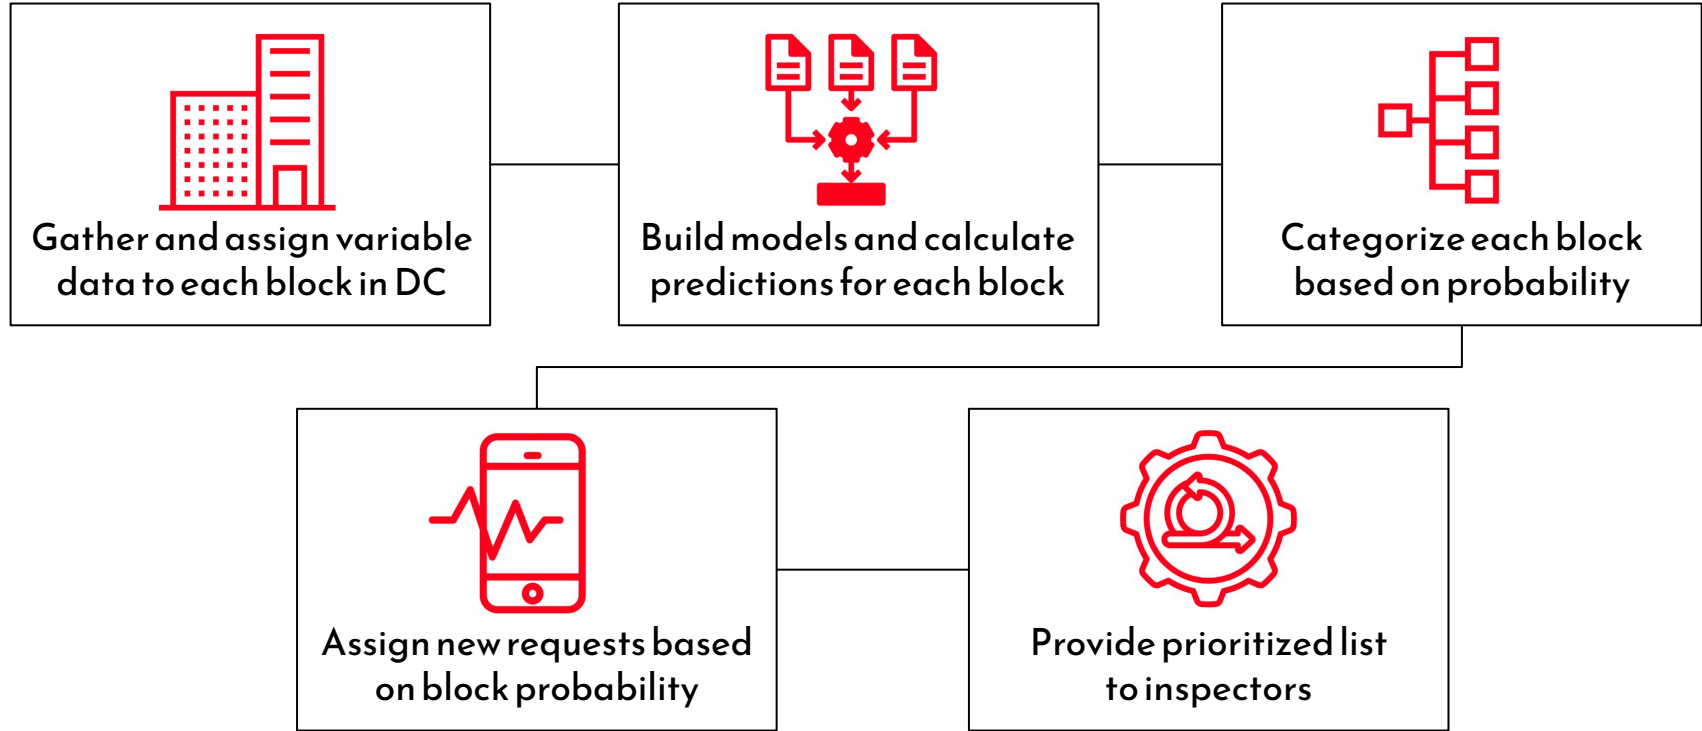 Gather and assign variable
data to each block in DC
Build models and calculate
predictions for each block
Categorize each block
based on probability
Assign new requests based
on block probability
Provide prioritized list
to inspectors